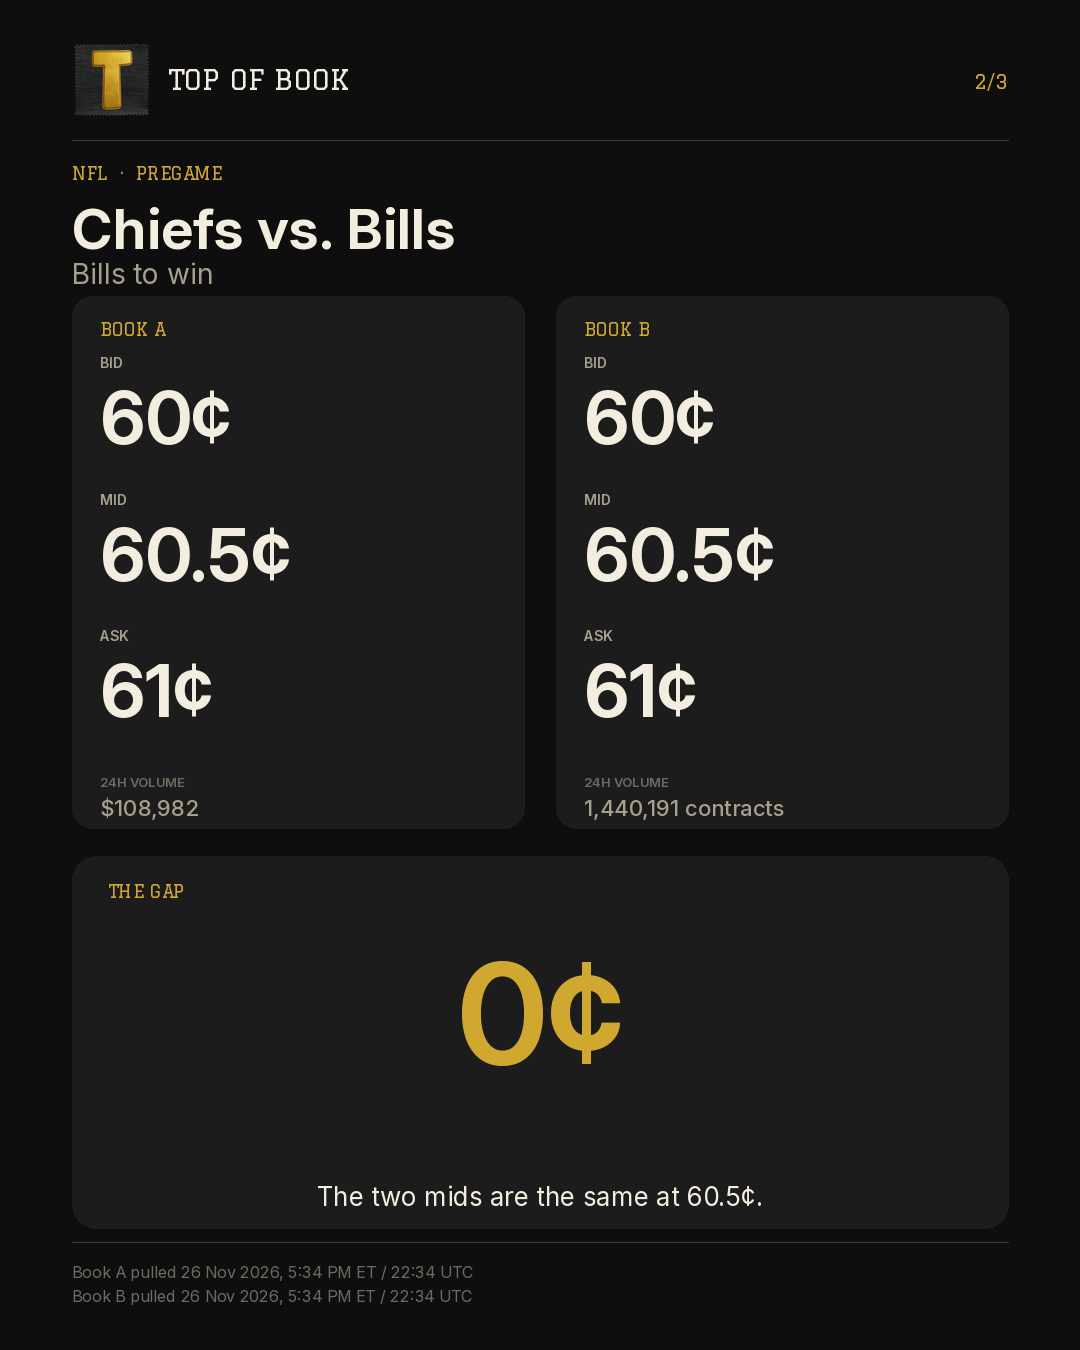 T
TOP OF BOOK
2/3
NFL · PREGAME
Chiefs vs. Bills
Bills to win
BOOK A
BID
60¢
MID
60.5¢
ASK
61¢
24H VOLUME
$108,982
BOOK B
BID
60¢
MID
60.5¢
ASK
61¢
24H VOLUME
1,440,191 contracts
THE GAP
0¢
The two mids are the same at 60.5¢.
Book A pulled 26 Nov 2026, 5:34 PM ET / 22:34 UTC
Book B pulled 26 Nov 2026, 5:34 PM ET / 22:34 UTC